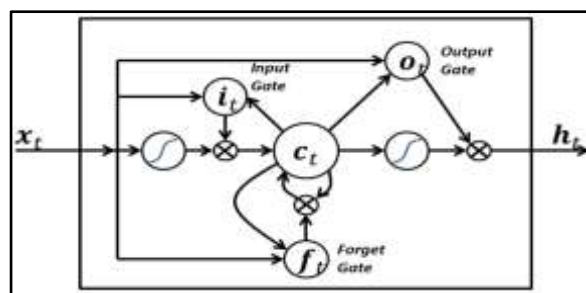 Input
Gate
o_t
Output
Gate
i_t
x_t
c_t
h_t
f_t
Forget
Gate